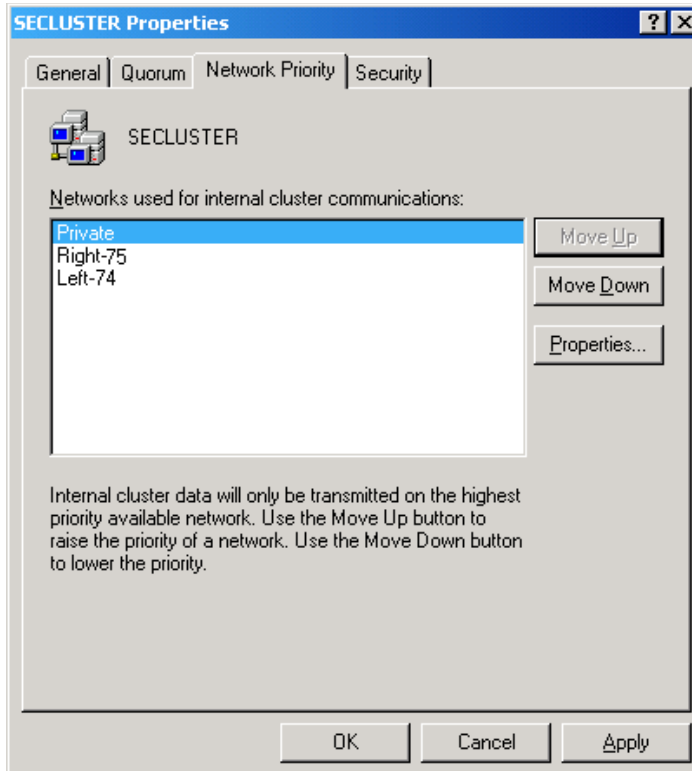 SECLUSTER Properties
? X
General Quorum Network Priority Security
SECLUSTER
Networks used for internal cluster communications:
Private
Right-75
Left-74
Move Up
Move Down
Properties...
Internal cluster data will only be transmitted on the highest
priority available network. Use the Move Up button to
raise the priority of a network. Use the Move Down button
to lower the priority.
OK Cancel Apply